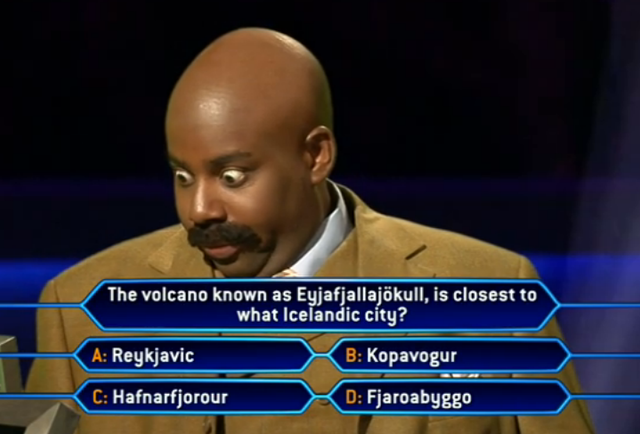 The volcano known as Eyjafjallajökull, is closest to
what Icelandic city?
A: Reykjavic
B: Kopavogur
C: Hafnarfjorour
D: Fjaroabyggo